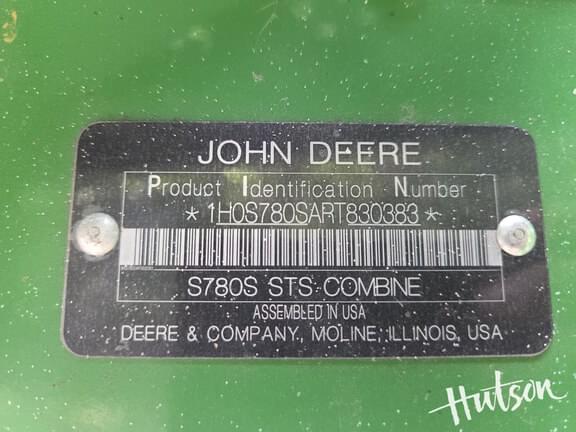 JOHN DEERE
Product Identification Number
*1H0S780SART830383*
S780S STS COMBINE
ASSEMBLED IN USA
DEERE & COMPANY, MOLINE, ILLINOIS, USA
Hutson